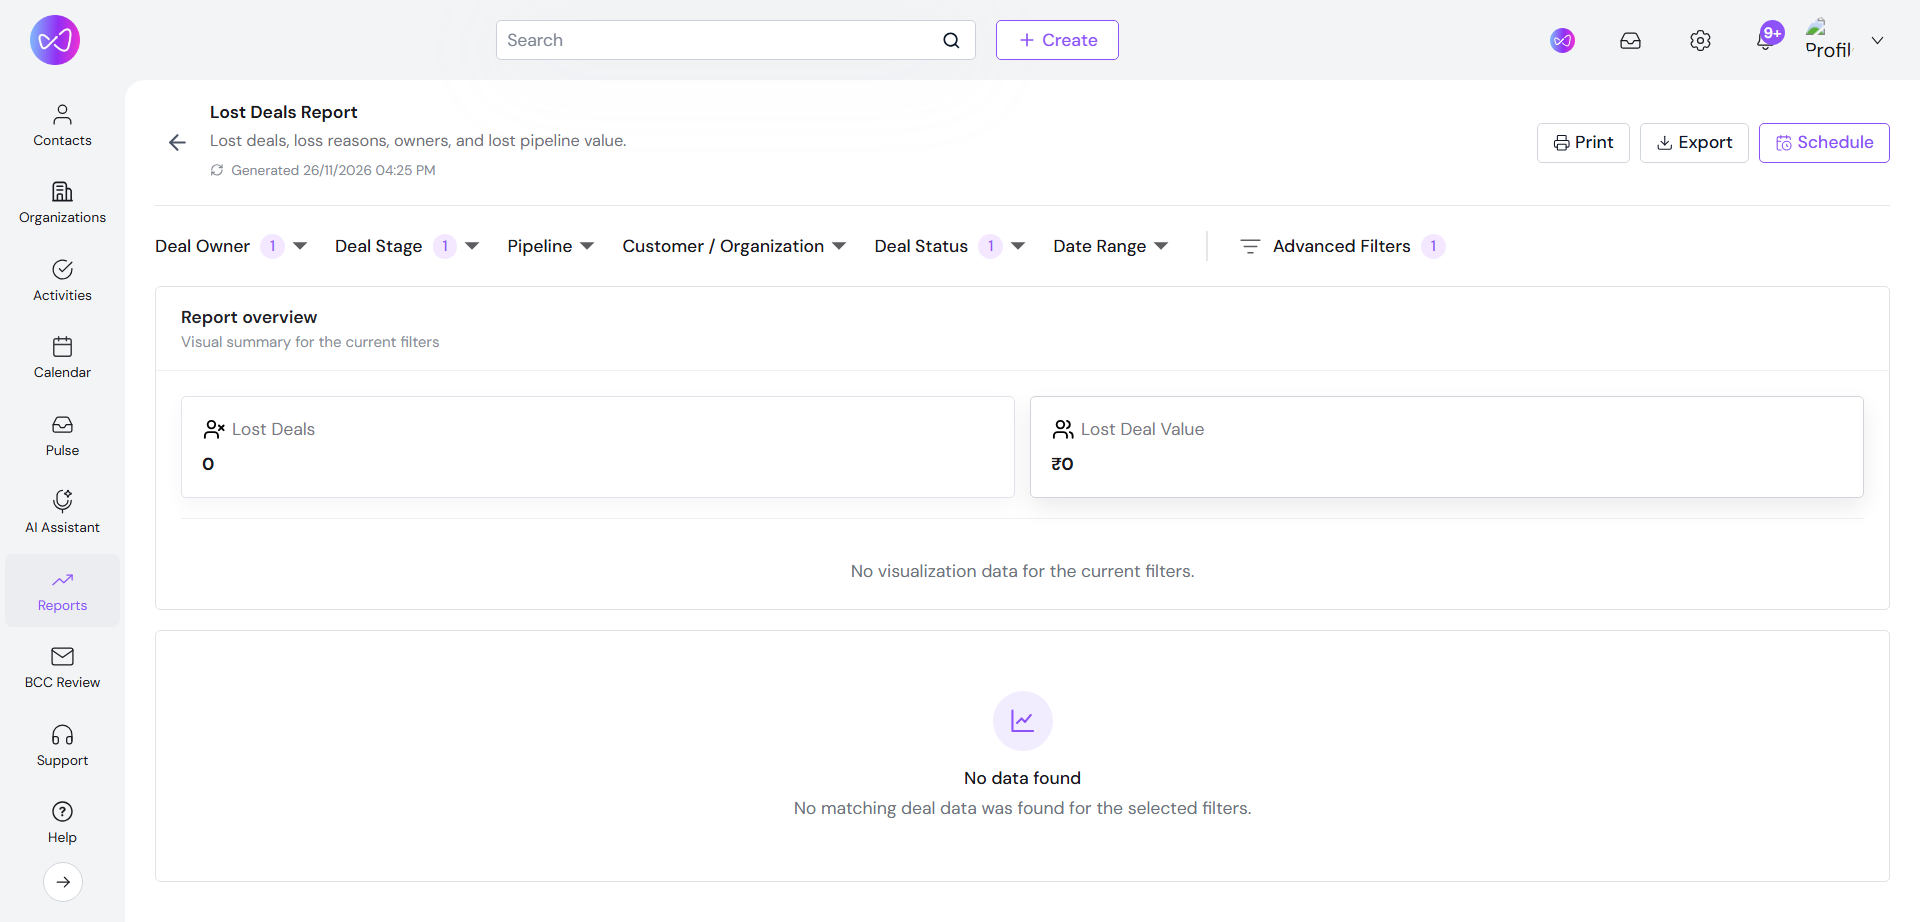 Search
+ Create
9+
Profil
Contacts
Organizations
Activities
Calendar
Pulse
AI Assistant
Reports
BCC Review
Support
Help
Lost Deals Report
Lost deals, loss reasons, owners, and lost pipeline value.
Generated 26/11/2026 04:25 PM
Print
Export
Schedule
Deal Owner 1
Deal Stage 1
Pipeline
Customer / Organization
Deal Status 1
Date Range
Advanced Filters 1
Report overview
Visual summary for the current filters
Lost Deals
0
Lost Deal Value
₹0
No visualization data for the current filters.
No data found
No matching deal data was found for the selected filters.